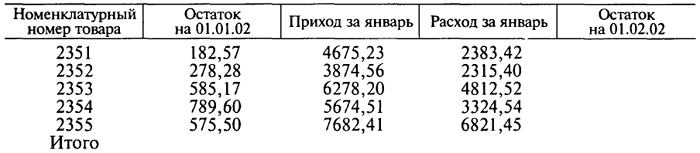 Номенклатурный номер товара | Остаток на 01.01.02 | Приход за январь | Расход за январь | Остаток на 01.02.02
2351 182,57 4675,23 2383,42
2352 278,28 3874,56 2315,40
2353 585,17 6278,20 4812,52
2354 789,60 5674,51 3324,54
2355 575,50 7682,41 6821,45
Итого